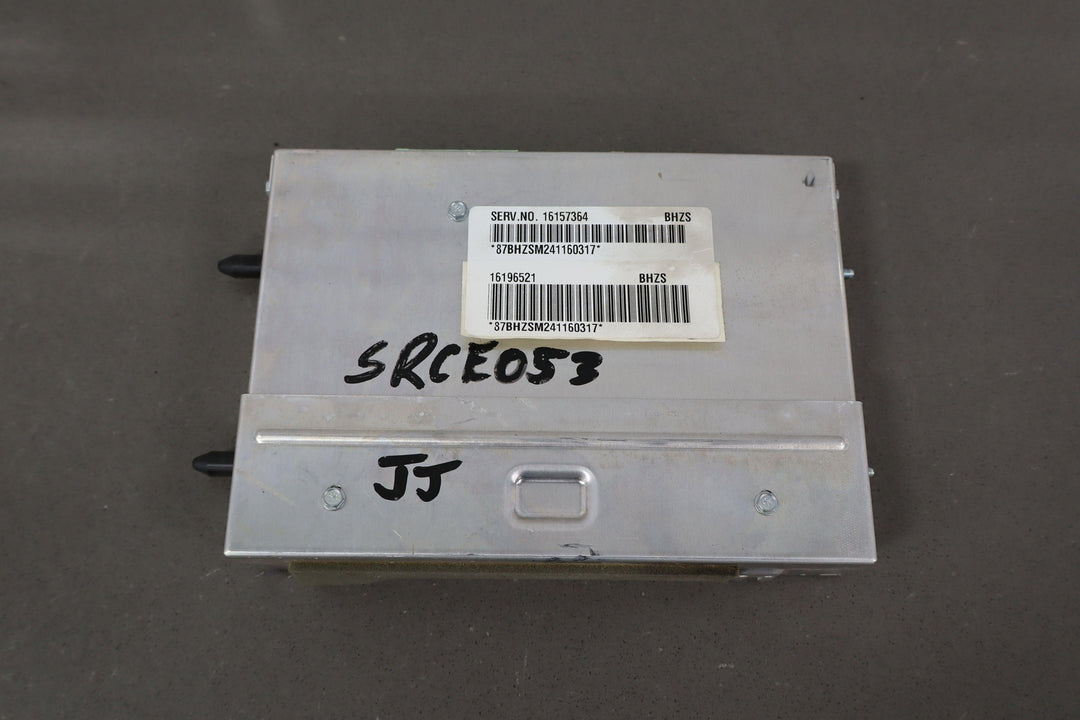 SERV.NO. 16157364 BHZS
*87BHZSM241160317*
16196521 BHZS
*87BHZSM241160317*
SRCE053
JJ